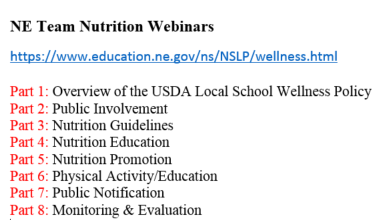 NE Team Nutrition Webinars
https://www.education.ne.gov/ns/NSLP/wellness.html
Part 1: Overview of the USDA Local School Wellness Policy
Part 2: Public Involvement
Part 3: Nutrition Guidelines
Part 4: Nutrition Education
Part 5: Nutrition Promotion
Part 6: Physical Activity/Education
Part 7: Public Notification
Part 8: Monitoring & Evaluation